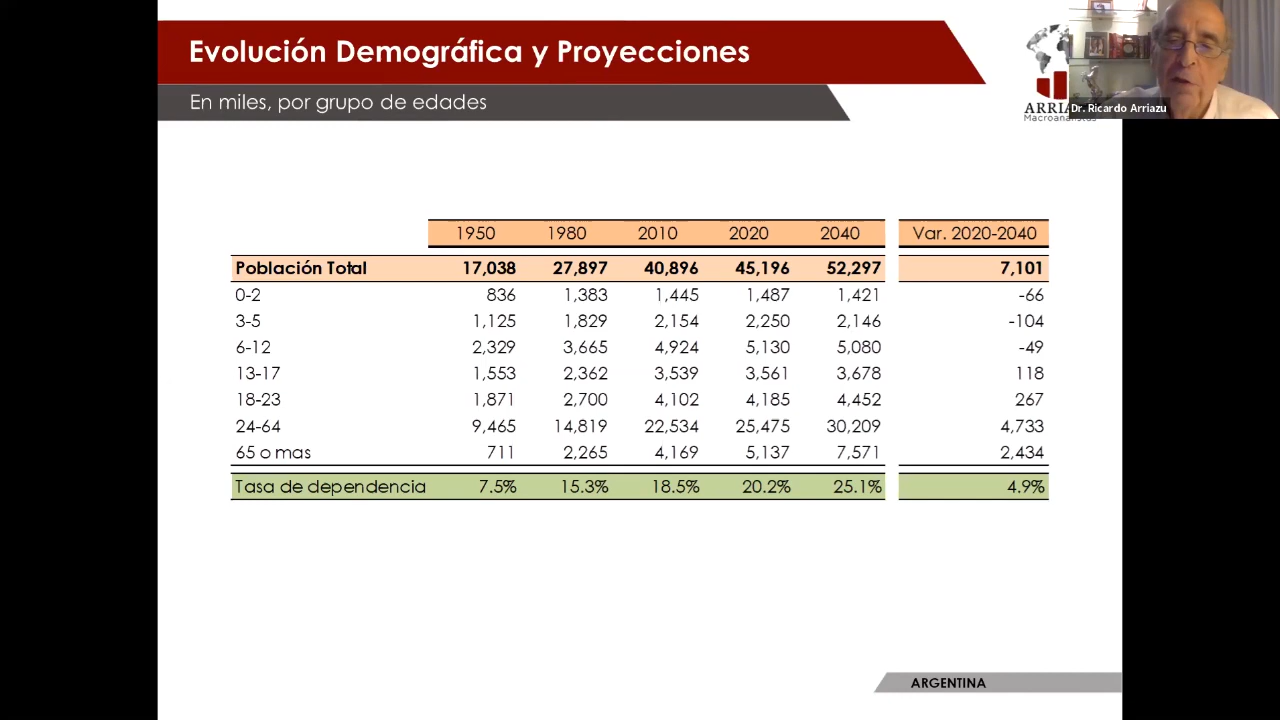 Evolución Demográfica y Proyecciones
En miles, por grupo de edades
Dr. Ricardo Arriazu
1950 1980 2010 2020 2040 Var. 2020-2040
Población Total 17,038 27,897 40,896 45,196 52,297 7,101
0-2 836 1,383 1,445 1,487 1,421 -66
3-5 1,125 1,829 2,154 2,250 2,146 -104
6-12 2,329 3,665 4,924 5,130 5,080 -49
13-17 1,553 2,362 3,539 3,561 3,678 118
18-23 1,871 2,700 4,102 4,185 4,452 267
24-64 9,465 14,819 22,534 25,475 30,209 4,733
65 o mas 711 2,265 4,169 5,137 7,571 2,434
Tasa de dependencia 7.5% 15.3% 18.5% 20.2% 25.1% 4.9%
ARGENTINA